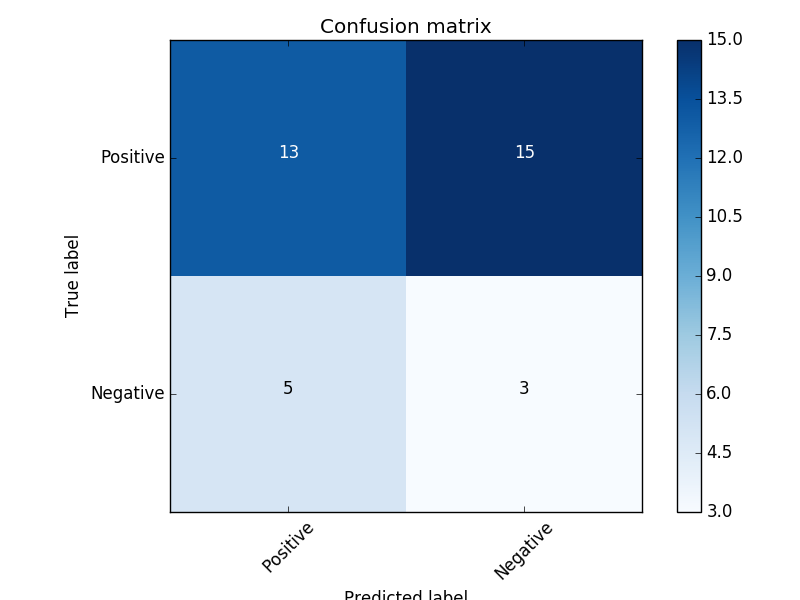 Confusion matrix
Positive
13
15
Negative
5
3
True label
Positive
Negative
Predicted label
15.0
13.5
12.0
10.5
9.0
7.5
6.0
4.5
3.0